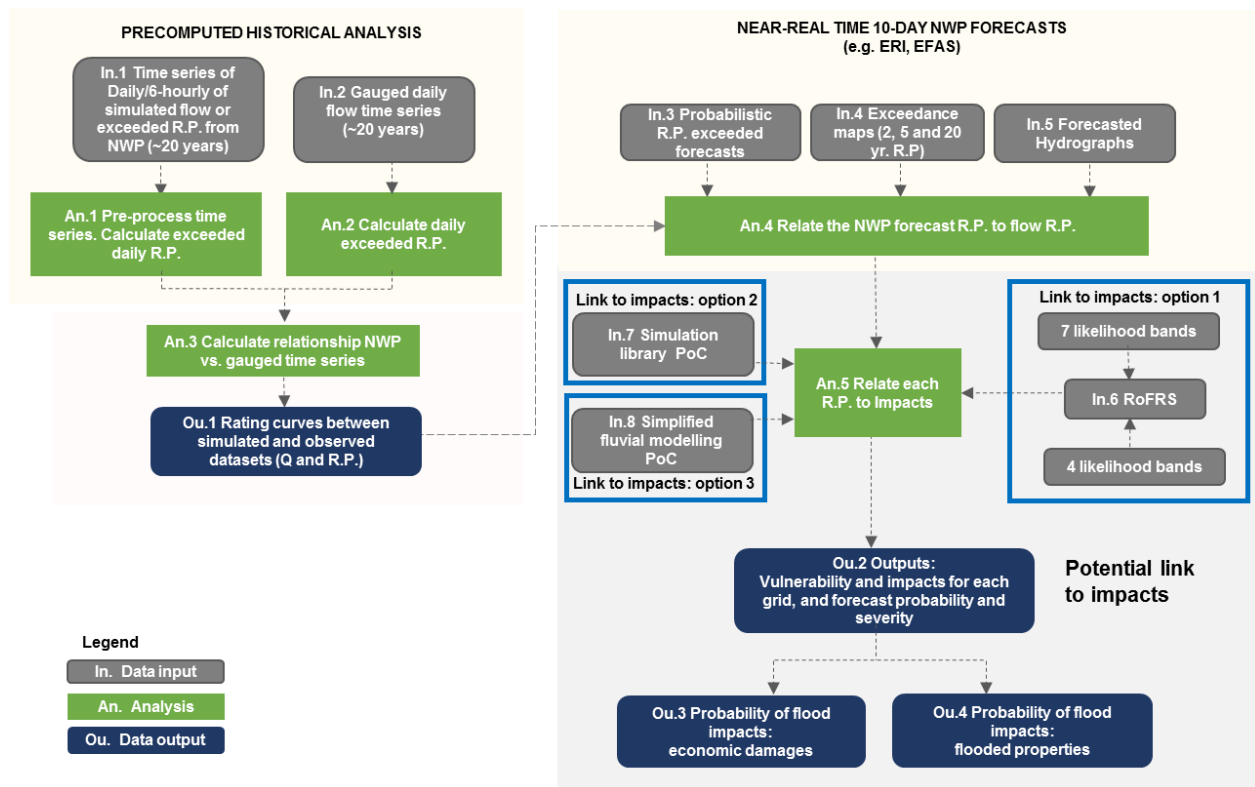 PRECOMPUTED HISTORICAL ANALYSIS
In.1 Time series of
Daily/6-hourly of
simulated flow or
exceeded R.P. from
NWP (~20 years)
In.2 Gauged daily
flow time series
(~20 years)
An.1 Pre-process time
series. Calculate exceeded
daily R.P.
An.2 Calculate daily
exceeded R.P.
An.3 Calculate relationship NWP
vs. gauged time series
Ou.1 Rating curves between
simulated and observed
datasets (Q and R.P.)
NEAR-REAL TIME 10-DAY NWP FORECASTS
(e.g. ERI, EFAS)
In.3 Probabilistic
R.P. exceeded
forecasts
In.4 Exceedance
maps (2, 5 and 20
yr. R.P)
In.5 Forecasted
Hydrographs
An.4 Relate the NWP forecast R.P. to flow R.P.
Link to impacts: option 2
In.7 Simulation
library PoC
In.8 Simplified
fluvial modelling
PoC
Link to impacts: option 3
An.5 Relate each
R.P. to Impacts
Link to impacts: option 1
7 likelihood bands
In.6 RoFRS
4 likelihood bands
Ou.2 Outputs:
Vulnerability and impacts for each
grid, and forecast probability and
severity
Potential link
to impacts
Ou.3 Probability of flood
impacts:
economic damages
Ou.4 Probability of flood
impacts:
flooded properties
Legend
In. Data input
An. Analysis
Ou. Data output